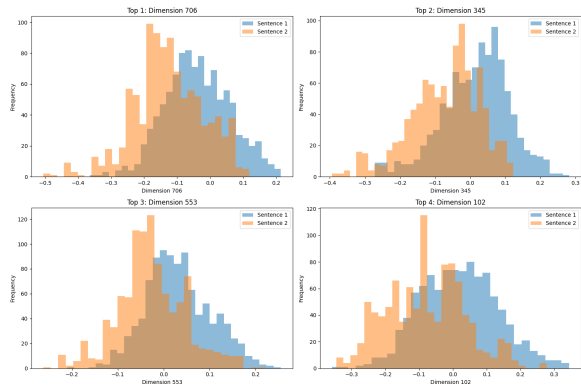 Top 1: Dimension 706
Sentence 1
Sentence 2
Frequency
100
80
60
40
20
0
−0.5 −0.4 −0.3 −0.2 −0.1 0.0 0.1 0.2
Dimension 706
Top 2: Dimension 345
Sentence 1
Sentence 2
Frequency
100
80
60
40
20
0
−0.4 −0.3 −0.2 −0.1 0.0 0.1 0.2 0.3
Dimension 345
Top 3: Dimension 553
Sentence 1
Sentence 2
Frequency
120
100
80
60
40
20
0
−0.2 −0.1 0.0 0.1 0.2
Dimension 553
Top 4: Dimension 102
Sentence 1
Sentence 2
Frequency
120
100
80
60
40
20
0
−0.3 −0.2 −0.1 0.0 0.1 0.2 0.3
Dimension 102